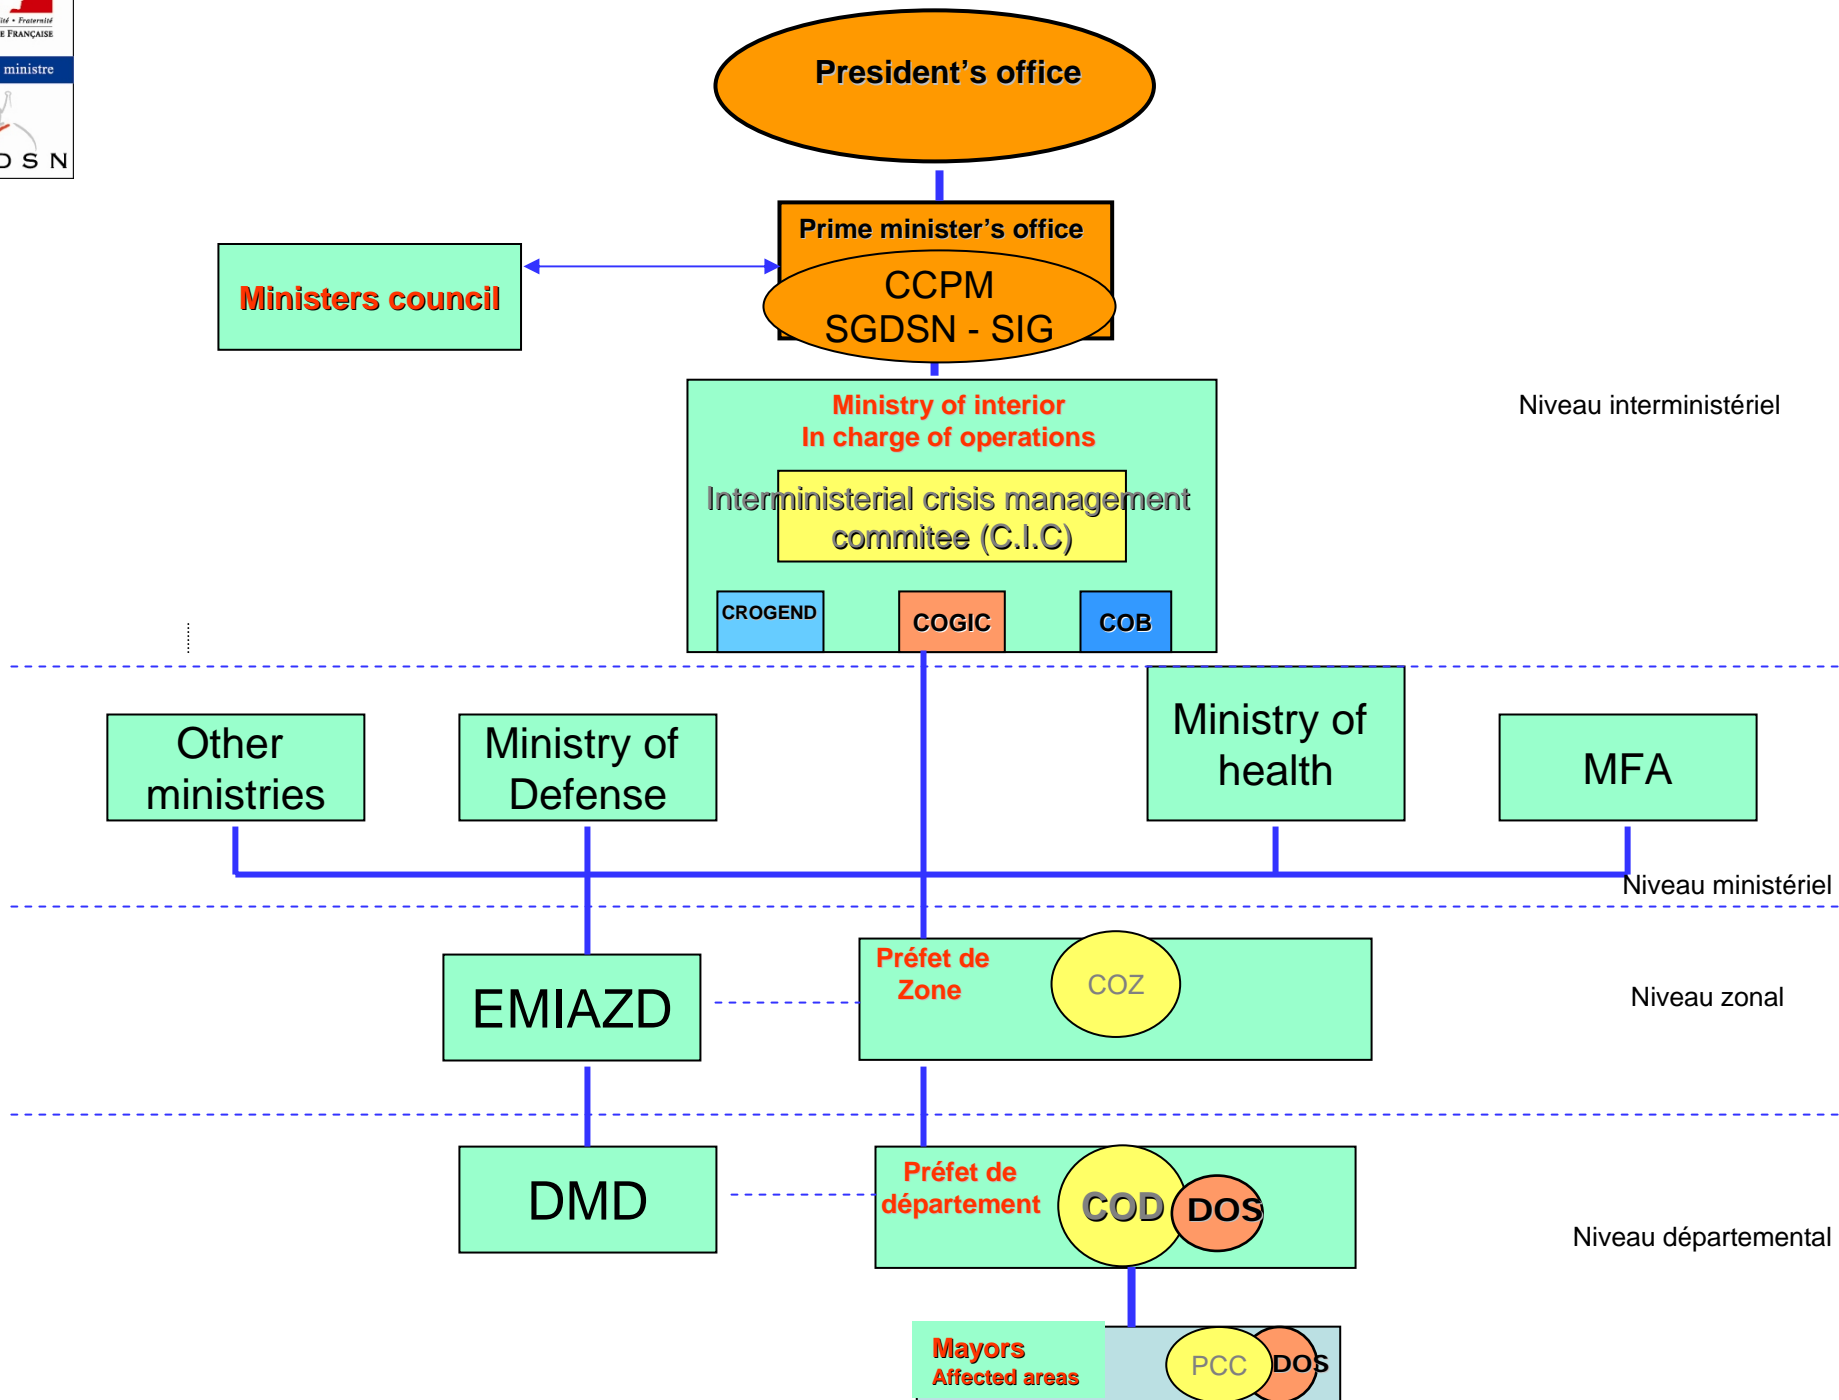 ité • Fraternité
E FRANÇAISE
ministre
D S N
President's office
Prime minister's office
CCPM
SGDSN - SIG
Ministers council
Ministry of interior
In charge of operations
Niveau interministériel
Interministerial crisis management
commitee (C.I.C)
CROGEND
COGIC
COB
Other
ministries
Ministry of
Defense
Ministry of
health
MFA
Niveau ministériel
EMIAZD
Préfet de
Zone
COZ
Niveau zonal
DMD
Préfet de
département
COD
DOS
Niveau départemental
Mayors
Affected areas
PCC
DOS